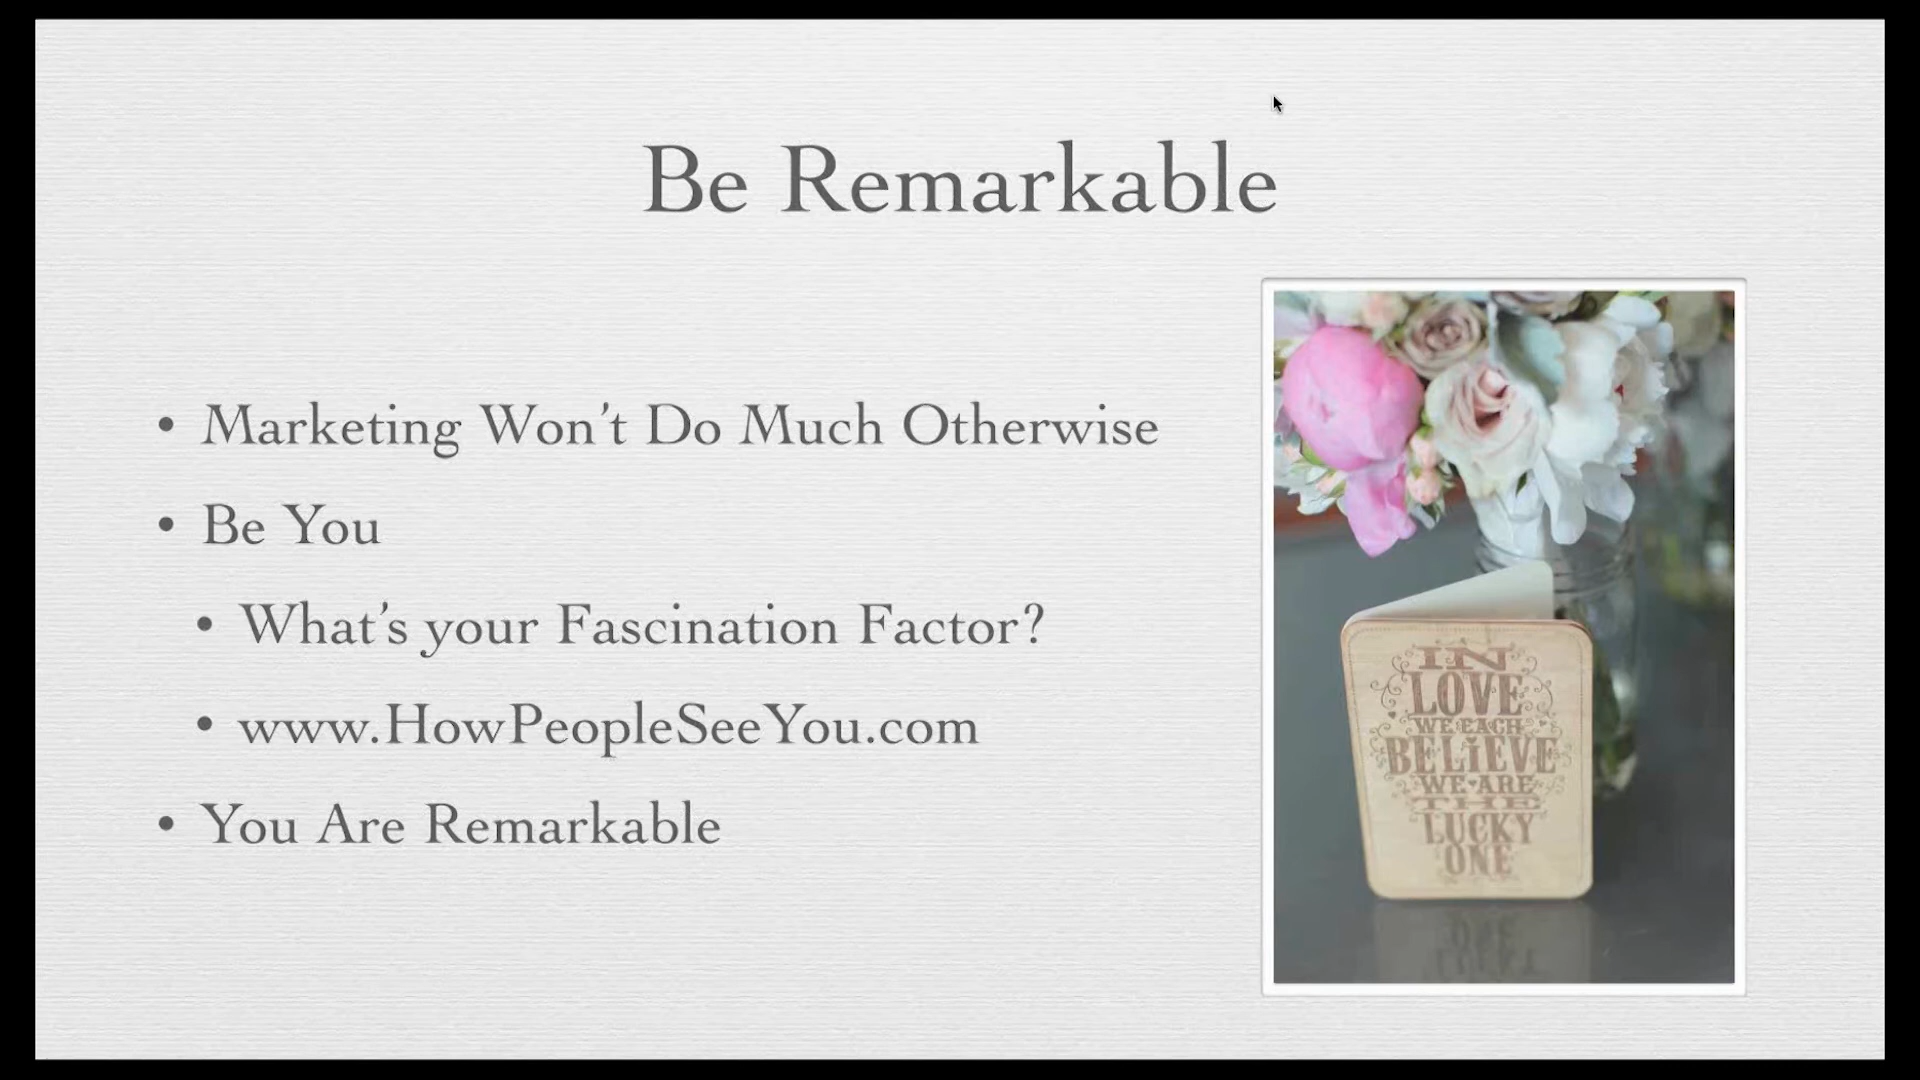 Be Remarkable
• Marketing Won't Do Much Otherwise
• Be You
• What's your Fascination Factor?
• www.HowPeopleSeeYou.com
• You Are Remarkable
IN
LOVE
WE EACH
BELiEVE
WE ARE
THE
LUCKY
ONE